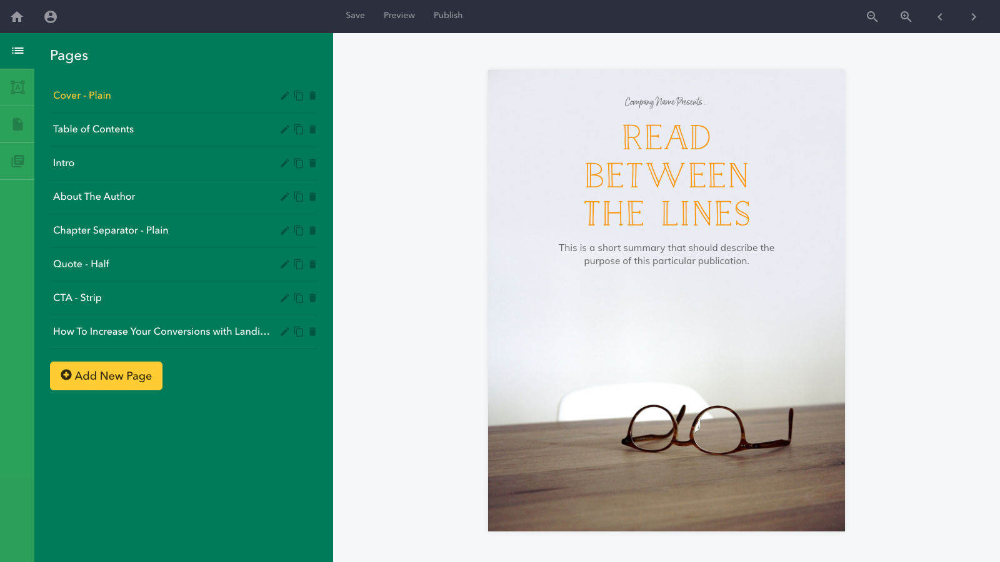 Save Preview Publish
Pages
Cover - Plain
Table of Contents
Intro
About The Author
Chapter Separator - Plain
Quote - Half
CTA - Strip
How To Increase Your Conversions with Landi...
Add New Page
Company Name Presents ...
READ
BETWEEN
THE LINES
This is a short summary that should describe the
purpose of this particular publication.